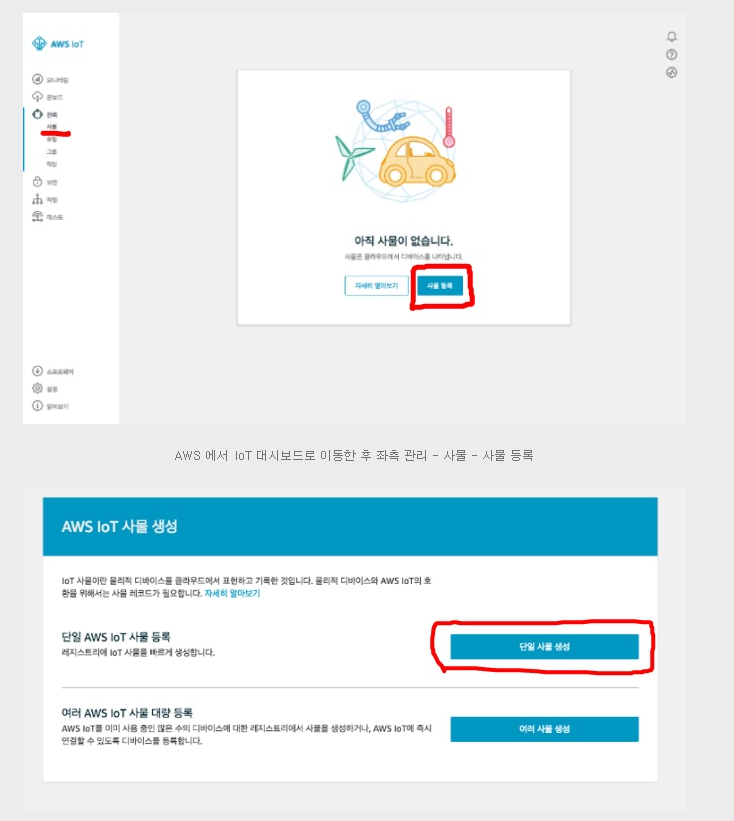 AWS IoT
모니터링
온보드
관리
사물
유형
그룹
작업
보안
작업
테스트
아직 사물이 없습니다.
사물은 클라우드에서 디바이스를 나타냅니다.
자세히 알아보기
사물 등록
소프트웨어
설정
알아보기
AWS 에서 IoT 대시보드로 이동한 후 좌측 관리 - 사물 - 사물 등록
AWS IoT 사물 생성
IoT 사물이란 물리적 디바이스를 클라우드에서 표현하고 기록한 것입니다. 물리적 디바이스와 AWS IoT의 호
환을 위해서는 사물 레코드가 필요합니다. 자세히 알아보기
단일 AWS IoT 사물 등록
레지스트리에 IoT 사물을 빠르게 생성합니다.
단일 사물 생성
여러 AWS IoT 사물 대량 등록
AWS IoT를 이미 사용 중인 많은 수의 디바이스에 대한 레지스트리에서 사물을 생성하거나, AWS IoT에 즉시
연결할 수 있도록 디바이스를 등록합니다.
여러 사물 생성